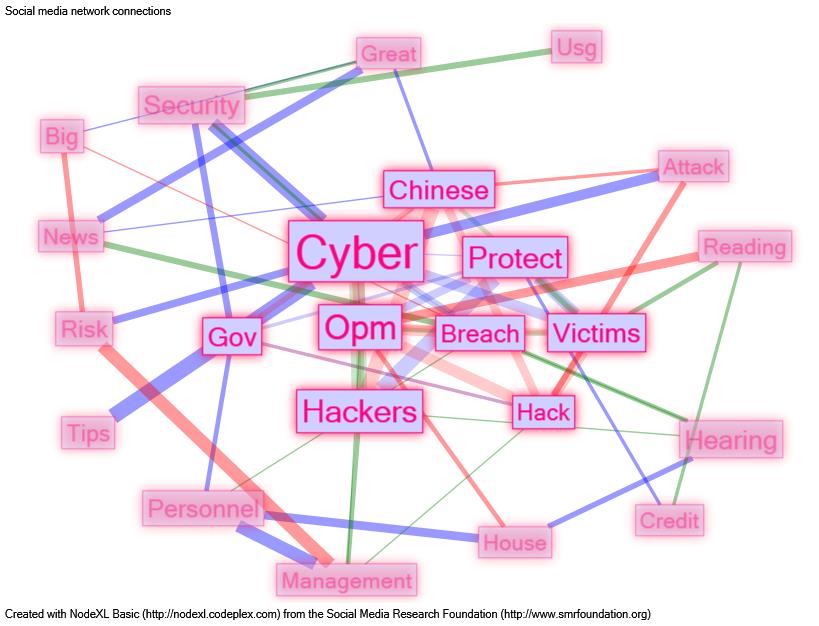 Social media network connections
Great
Usg
Security
Big
Attack
Chinese
News
Reading
Cyber
Protect
Risk
Gov
Opm
Breach
Victims
Hackers
Hack
Tips
Hearing
Personnel
Credit
House
Management
Created with NodeXL Basic (http://nodexl.codeplex.com) from the Social Media Research Foundation (http://www.smrfoundation.org)